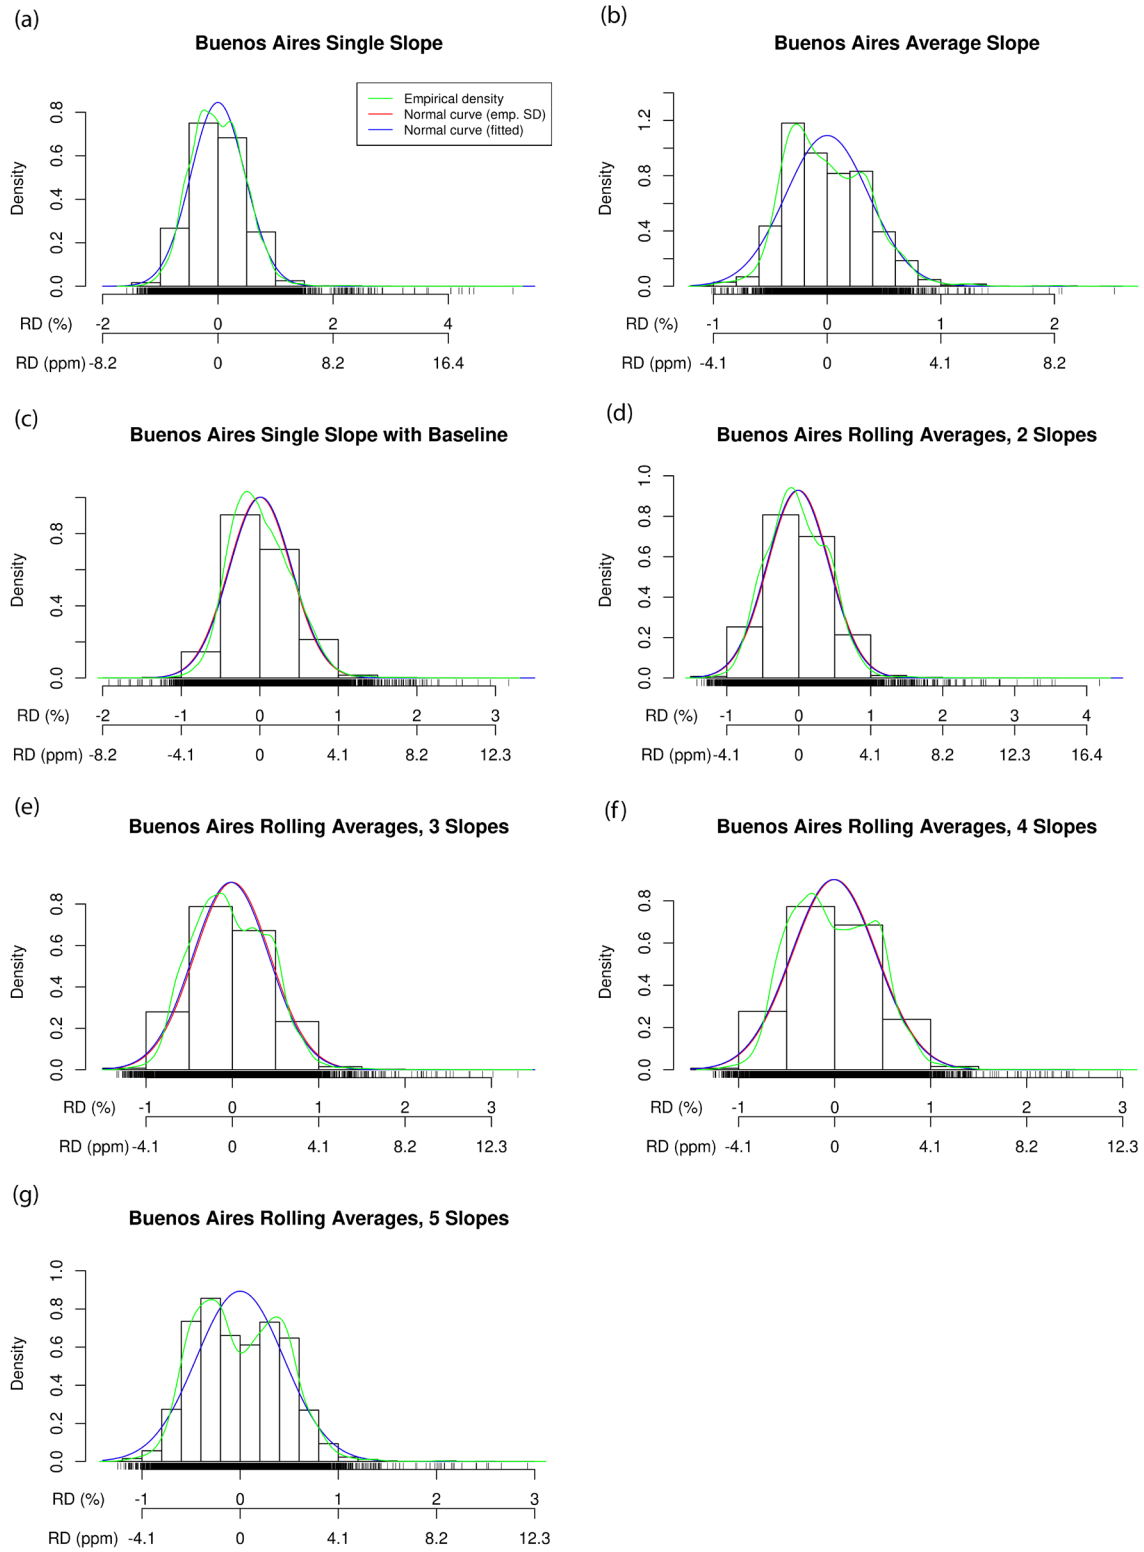 (a)
Buenos Aires Single Slope
Empirical density
Normal curve (emp. SD)
Normal curve (fitted)
Density
0.0 0.2 0.4 0.6 0.8
RD (%) -2 0 2 4
RD (ppm) -8.2 0 8.2 16.4
(b)
Buenos Aires Average Slope
Density
0.0 0.4 0.8 1.2
RD (%) -1 0 1 2
RD (ppm) -4.1 0 4.1 8.2
(c)
Buenos Aires Single Slope with Baseline
Density
0.0 0.4 0.8
RD (%) -2 -1 0 1 2 3
RD (ppm) -8.2 -4.1 0 4.1 8.2 12.3
(d)
Buenos Aires Rolling Averages, 2 Slopes
Density
0.0 0.2 0.4 0.6 0.8 1.0
RD (%) -1 0 1 2 3 4
RD (ppm) -4.1 0 4.1 8.2 12.3 16.4
(e)
Buenos Aires Rolling Averages, 3 Slopes
Density
0.0 0.2 0.4 0.6 0.8
RD (%) -1 0 1 2 3
RD (ppm) -4.1 0 4.1 8.2 12.3
(f)
Buenos Aires Rolling Averages, 4 Slopes
Density
0.0 0.2 0.4 0.6 0.8
RD (%) -1 0 1 2 3
RD (ppm) -4.1 0 4.1 8.2 12.3
(g)
Buenos Aires Rolling Averages, 5 Slopes
Density
0.0 0.2 0.4 0.6 0.8 1.0
RD (%) -1 0 1 2 3
RD (ppm) -4.1 0 4.1 8.2 12.3